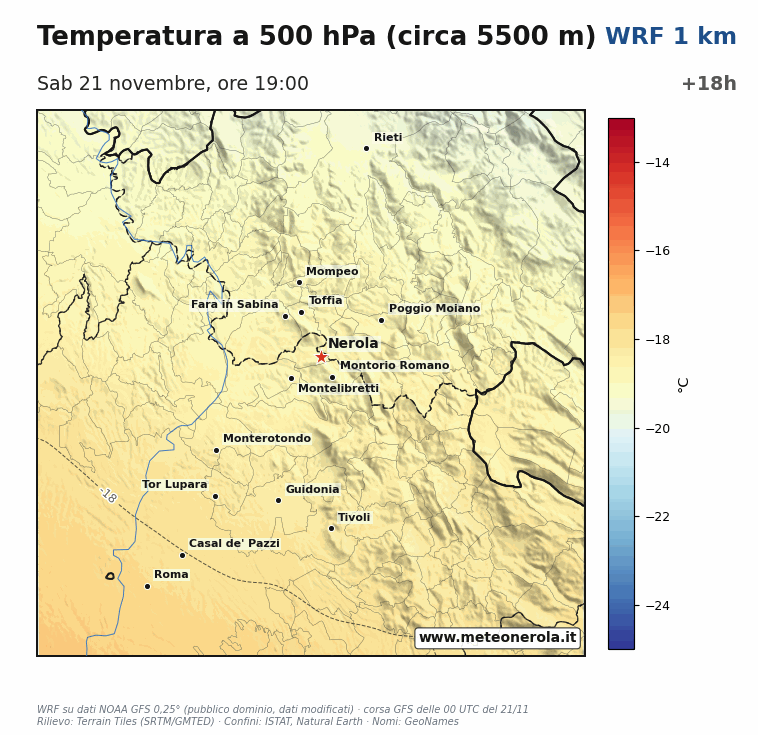 Temperatura a 500 hPa (circa 5500 m) WRF 1 km
Sab 21 novembre, ore 19:00 +18h
Rieti
−14
−16
Mompeo
Toffia
Fara in Sabina
Poggio Moiano
−18
Nerola
Montorio Romano
Montelibretti
°C
−20
Monterotondo
Tor Lupara
Guidonia
-18
Tivoli
−22
Casal de' Pazzi
Roma
−24
www.meteonerola.it
WRF su dati NOAA GFS 0,25° (pubblico dominio, dati modificati) · corsa GFS delle 00 UTC del 21/11
Rilievo: Terrain Tiles (SRTM/GMTED) · Confini: ISTAT, Natural Earth · Nomi: GeoNames